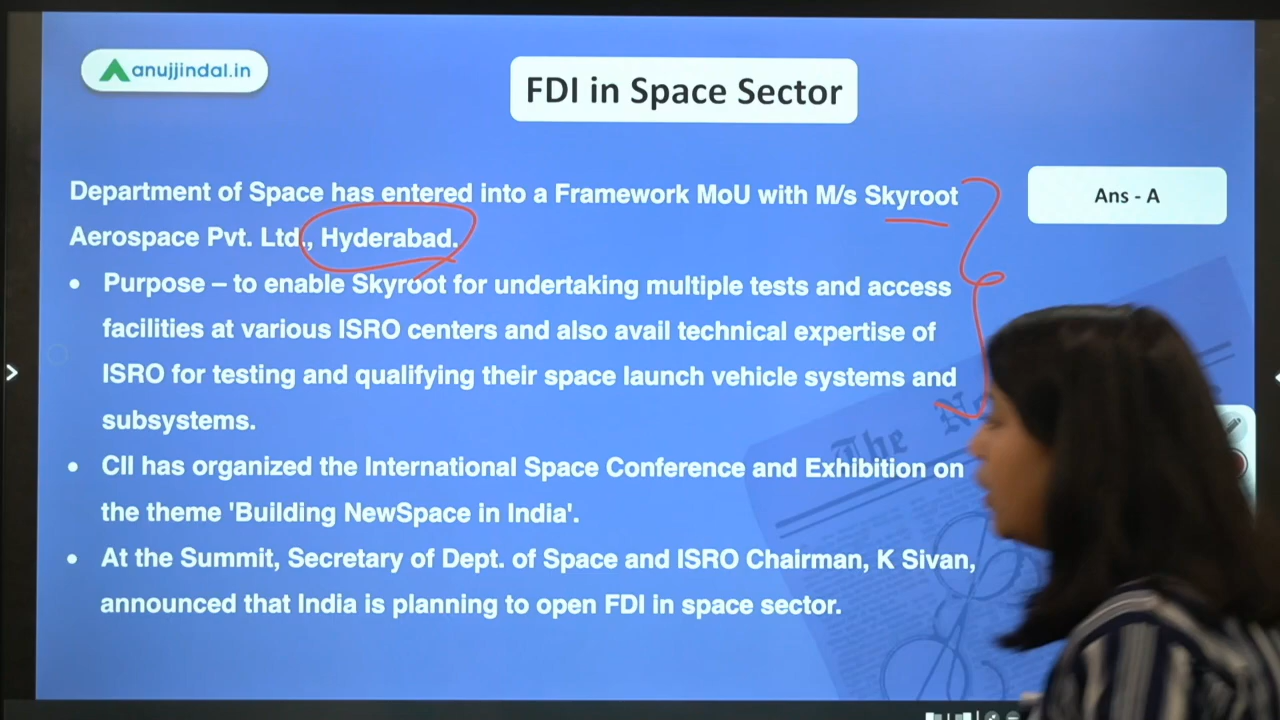 anujjindal.in
FDI in Space Sector
Department of Space has entered into a Framework MoU with M/s Skyroot
Aerospace Pvt. Ltd., Hyderabad.
Ans - A
• Purpose – to enable Skyroot for undertaking multiple tests and access
facilities at various ISRO centers and also avail technical expertise of
ISRO for testing and qualifying their space launch vehicle systems and
subsystems.
• CII has organized the International Space Conference and Exhibition on
the theme 'Building NewSpace in India'.
• At the Summit, Secretary of Dept. of Space and ISRO Chairman, K Sivan,
announced that India is planning to open FDI in space sector.
The